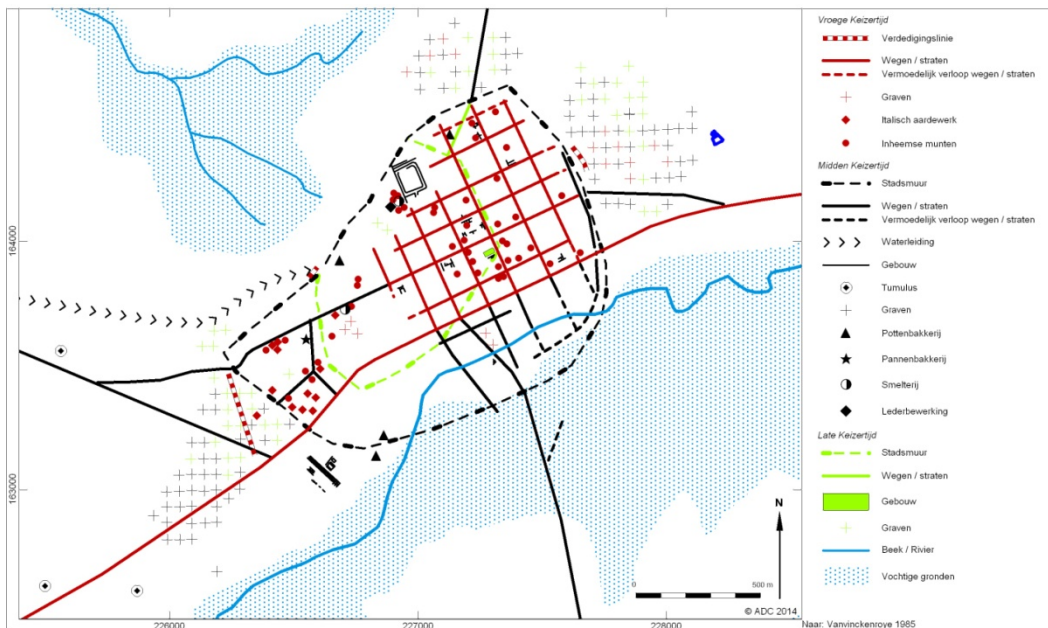 164000
163000
226000
227000
228000
N
0
500 m
© ADC 2014
Vroege Keizertijd
Verdedigingslinie
Wegen / straten
Vermoedelijk verloop wegen / straten
Graven
Italisch aardewerk
Inheemse munten
Midden Keizertijd
Stadsmuur
Wegen / straten
Vermoedelijk verloop wegen / straten
Waterleiding
Gebouw
Tumulus
Graven
Pottenbakkerij
Pannenbakkerij
Smelterij
Lederbewerking
Late Keizertijd
Stadsmuur
Wegen / straten
Gebouw
Graven
Beek / Rivier
Vochtige gronden
Naar: Vanvinckenroye 1985